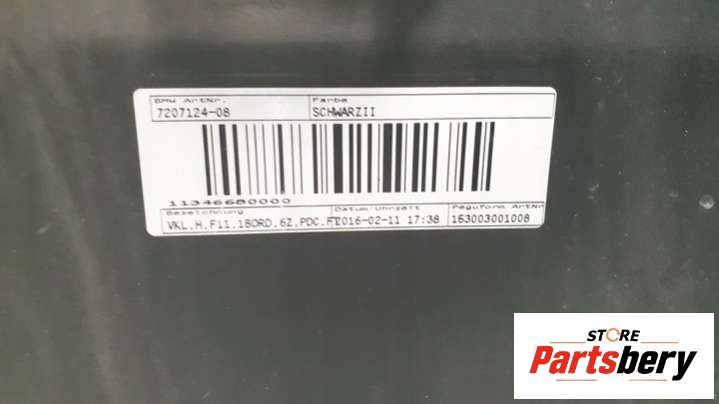 BMW ArtNr. Farbe
7207124-08 SCHWARZII
11346680000
Bezeichnung Datum/Uhrzeit Peguform ArtNr
VKL.H.F11.1BORD.6Z.PDC. 2016-02-11 17:38 153003001008
STORE
Partsbery